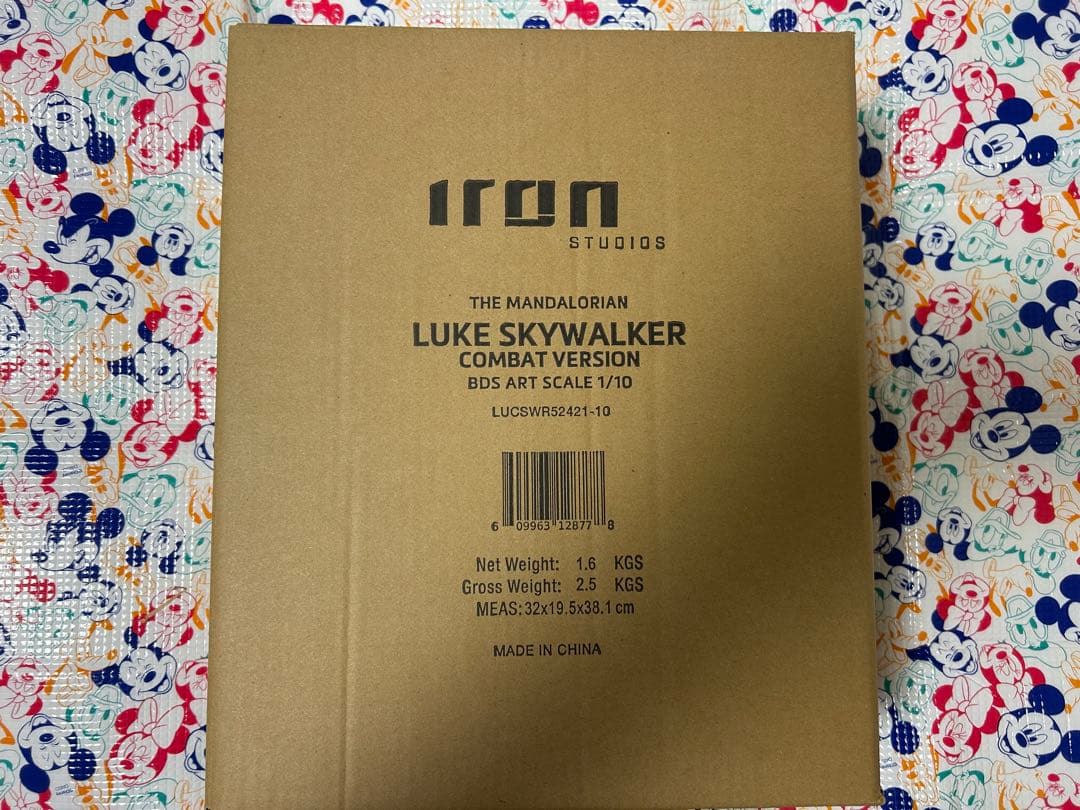 Iron
STUDIOS
THE MANDALORIAN
LUKE SKYWALKER
COMBAT VERSION
BDS ART SCALE 1/10
LUCSWR52421-10
6 09963 12877 8
Net Weight: 1.6 KGS
Gross Weight: 2.5 KGS
MEAS: 32x19.5x38.1 cm
MADE IN CHINA